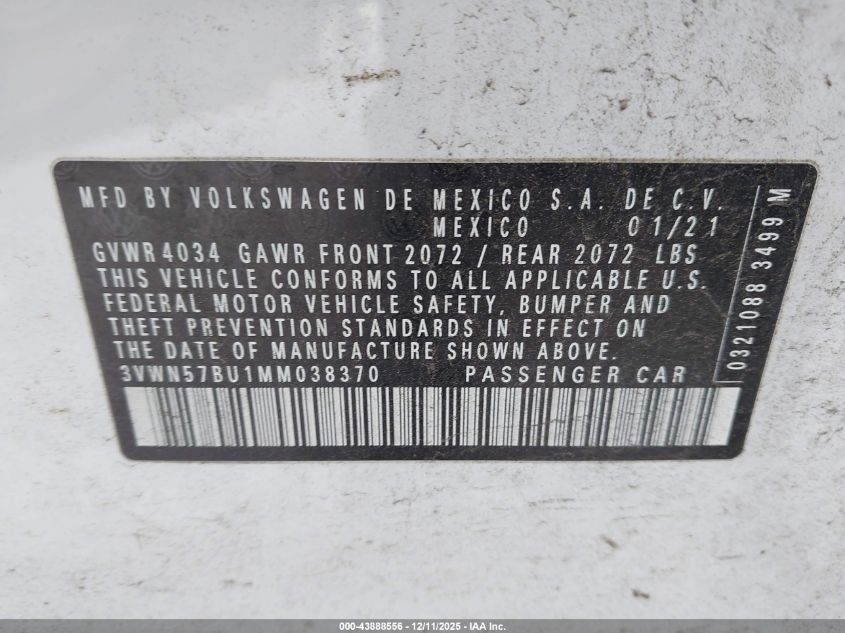 MFD BY VOLKSWAGEN DE MEXICO S.A. DE C.V.
MEXICO 01/21
GVWR 4034 GAWR FRONT 2072 / REAR 2072 LBS
THIS VEHICLE CONFORMS TO ALL APPLICABLE U.S.
FEDERAL MOTOR VEHICLE SAFETY, BUMPER AND
THEFT PREVENTION STANDARDS IN EFFECT ON
THE DATE OF MANUFACTURE SHOWN ABOVE.
3VWN57BU1MM038370 PASSENGER CAR
0321088 3499 M
000-43888556 - 12/11/2025 - IAA Inc.